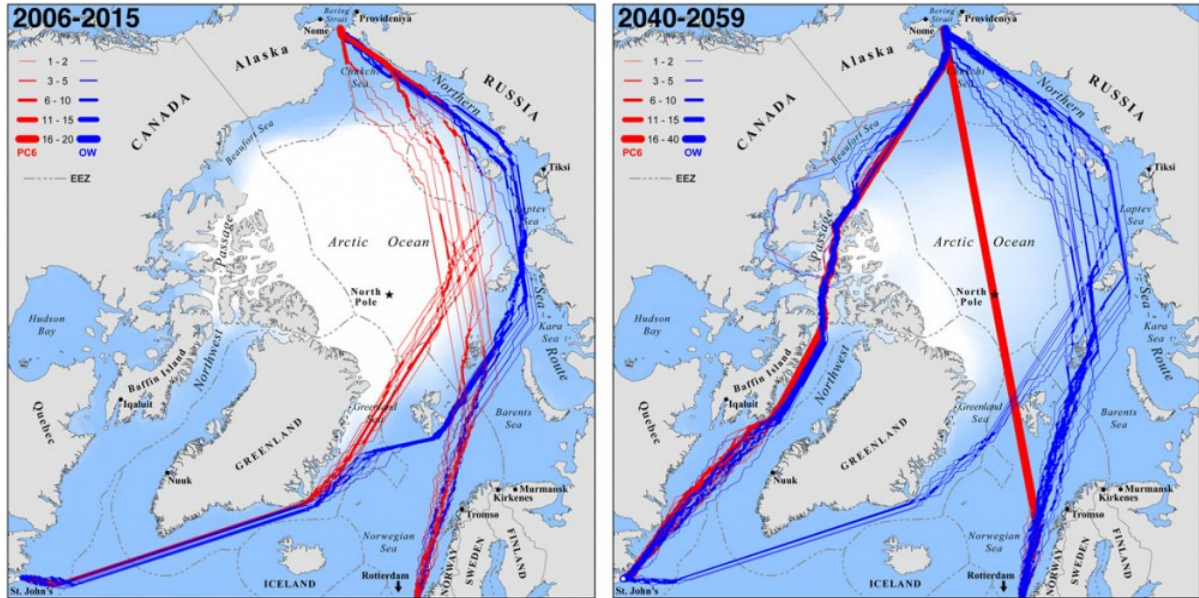 2006-2015
Bering
Strait
Provideniya
Nome
Alaska
Chukchi
Sea
Northern
RUSSIA
1 - 2
3 - 5
6 - 10
11 - 15
16 - 20
PC6
OW
EEZ
CANADA
Beaufort Sea
Tiksi
Laptev
Sea
Passage
Arctic Ocean
North
Pole
Sea
Kara
Sea
Route
Hudson
Bay
Baffin Island
Northwest
Iqaluit
Quebec
Greenland
Sea
Barents
Sea
GREENLAND
Nuuk
Murmansk
Kirkenes
Tromsø
Norwegian
Sea
ICELAND
Rotterdam
NORWAY
SWEDEN
FINLAND
St. John's
2040-2059
Bering
Strait
Provideniya
Nome
Alaska
Chukchi
Sea
Northern
RUSSIA
1 - 2
3 - 5
6 - 10
11 - 15
16 - 40
PC6
OW
EEZ
CANADA
Beaufort Sea
Tiksi
Laptev
Sea
Passage
Arctic Ocean
North
Pole
Sea
Kara
Sea
Route
Hudson
Bay
Baffin Island
Northwest
Iqaluit
Quebec
Greenland
Sea
Barents
Sea
GREENLAND
Nuuk
Murmansk
Kirkenes
Tromsø
Norwegian
Sea
ICELAND
Rotterdam
NORWAY
SWEDEN
FINLAND
St. John's